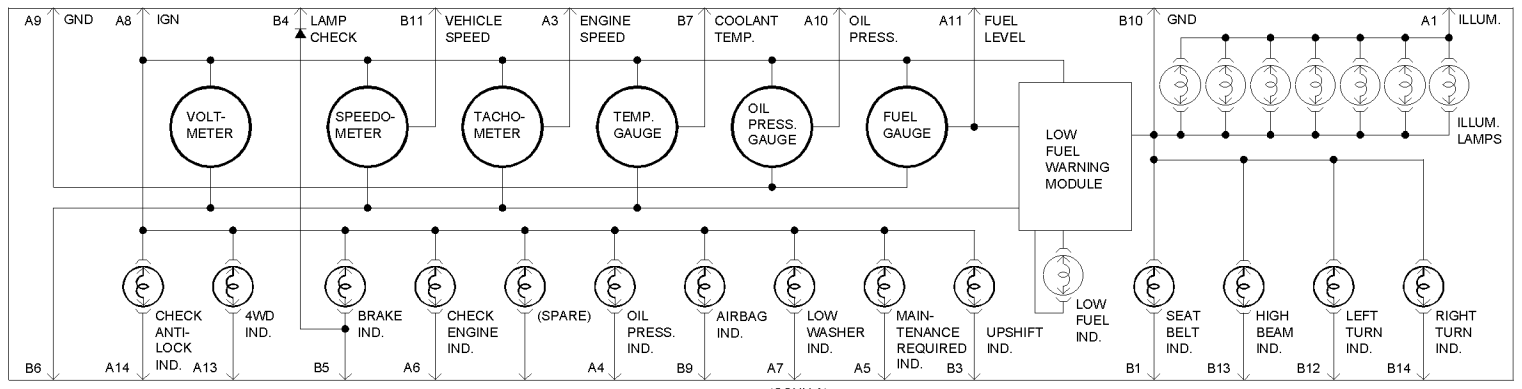 A9 GND A8 IGN B4 LAMP B11 VEHICLE A3 ENGINE B7 COOLANT A10 OIL A11 FUEL B10 GND A1 ILLUM.
CHECK SPEED SPEED TEMP. PRESS. LEVEL
VOLT-
METER
SPEEDO-
METER
TACHO-
METER
TEMP.
GAUGE
OIL
PRESS.
GAUGE
FUEL
GAUGE
LOW
FUEL
WARNING
MODULE
ILLUM.
LAMPS
CHECK
ANTI-
LOCK
IND.
4WD
IND.
BRAKE
IND.
CHECK
ENGINE
IND.
(SPARE)
OIL
PRESS.
IND.
AIRBAG
IND.
LOW
WASHER
IND.
MAIN-
TENANCE
REQUIRED
IND.
UPSHIFT
IND.
LOW
FUEL
IND.
SEAT
BELT
IND.
HIGH
BEAM
IND.
LEFT
TURN
IND.
RIGHT
TURN
IND.
B6 A14 A13 B5 A6 A4 B9 A7 A5 B3 B1 B13 B12 B14